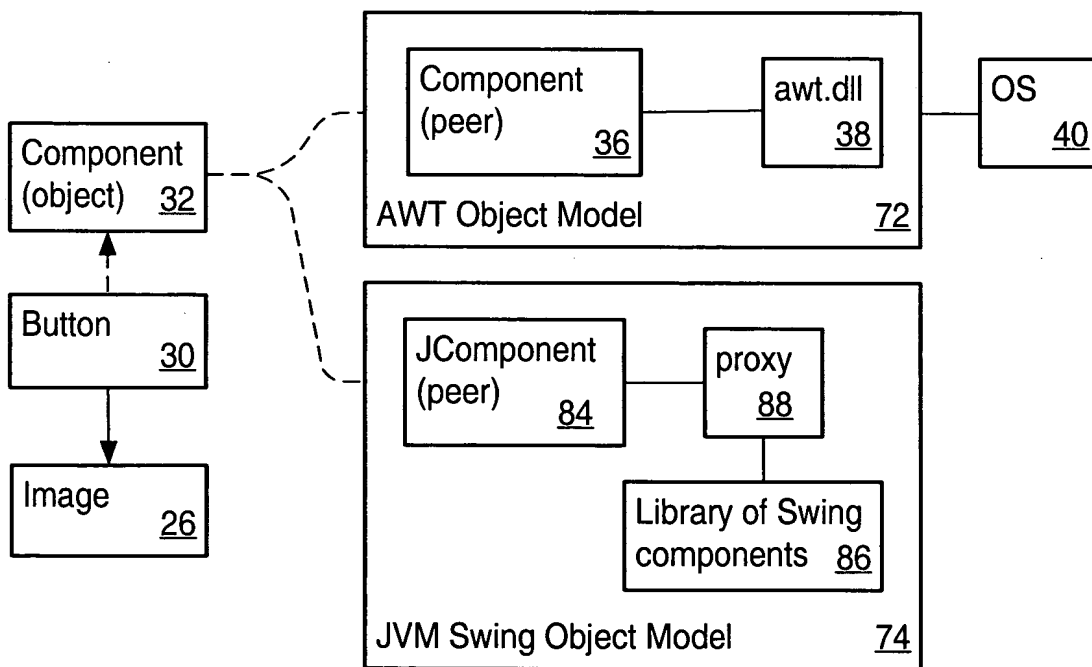 Component
(object) 32
Button
30
Image
26
Component
(peer)
36
awt.dll
38
AWT Object Model 72
OS
40
JComponent
(peer)
84
proxy
88
Library of Swing
components 86
JVM Swing Object Model 74